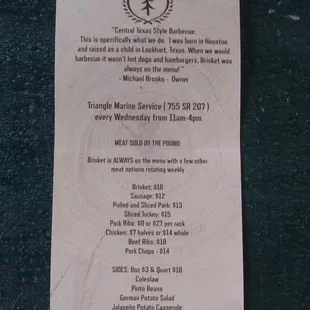 "Central Texas Style Barbecue.
This is specifically what we do. I was born in Houston
and raised as a child in Lockhart, Texas. When we would
barbecue it wasn't hot dogs and hamburgers, Brisket was
always on the menu! "
- Michael Brooks - Owner
Triangle Marine Service ( 755 SR 207 )
every Wednesday from 11am-4pm
MEAT SOLD BY THE POUND:
Brisket is ALWAYS on the menu with a few other
meat options rotating weekly
Brisket: $18
Sausage: $12
Pulled and Sliced Pork: $13
Sliced Turkey: $15
Pork Ribs: $9 or $27 per rack
Chicken: $7 halves or $14 whole
Beef Ribs: $18
Pork Chops - $14
SIDES: 8oz $3 & Quart $10
Coleslaw
Pinto Beans
German Potato Salad
Jalapeño Potato Casserole